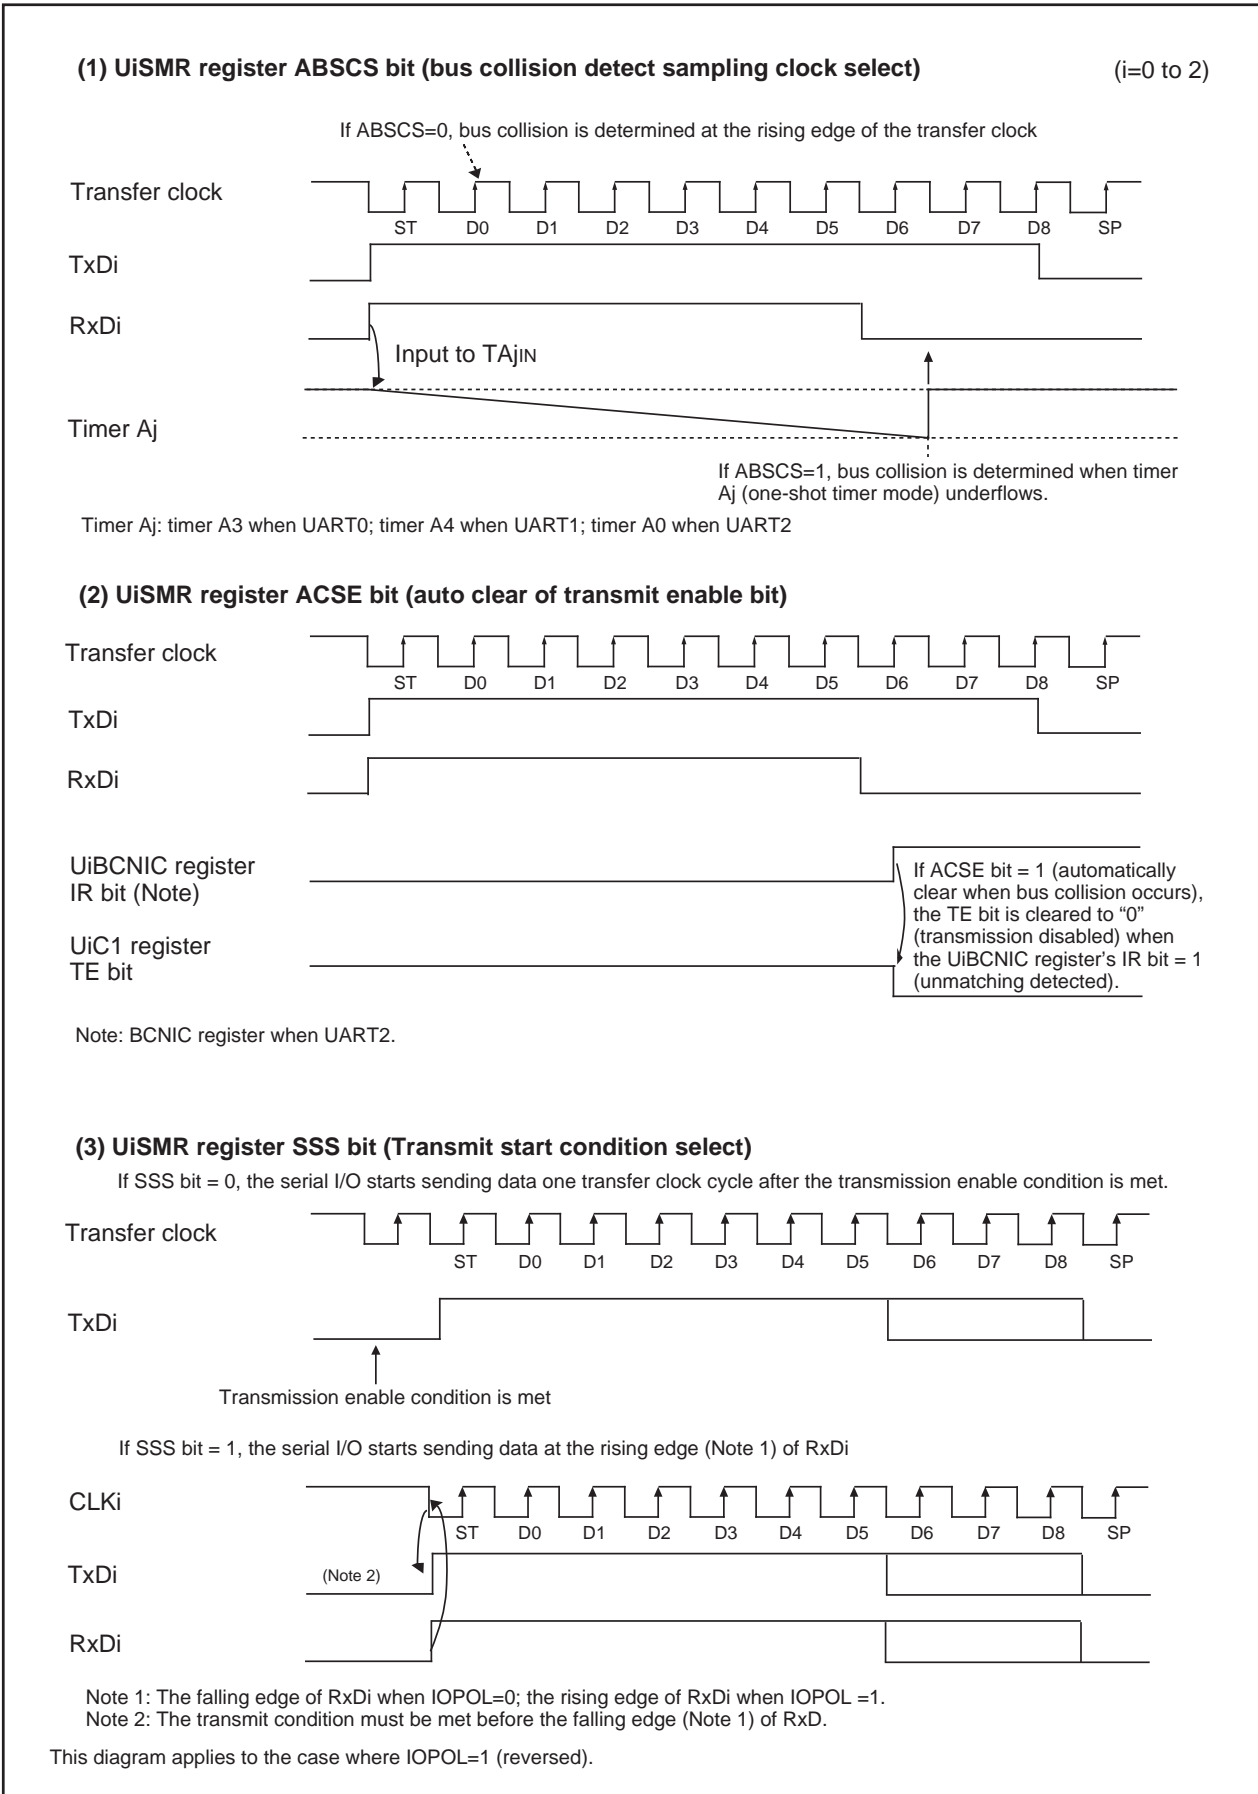 (1) UiSMR register ABSCS bit (bus collision detect sampling clock select)
(i=0 to 2)
If ABSCS=0, bus collision is determined at the rising edge of the transfer clock
Transfer clock
ST D0 D1 D2 D3 D4 D5 D6 D7 D8 SP
TxDi
RxDi
Input to TAjIN
Timer Aj
If ABSCS=1, bus collision is determined when timer
Aj (one-shot timer mode) underflows.
Timer Aj: timer A3 when UART0; timer A4 when UART1; timer A0 when UART2
(2) UiSMR register ACSE bit (auto clear of transmit enable bit)
Transfer clock
ST D0 D1 D2 D3 D4 D5 D6 D7 D8 SP
TxDi
RxDi
UiBCNIC register
IR bit (Note)
If ACSE bit = 1 (automatically
clear when bus collision occurs),
the TE bit is cleared to “0”
(transmission disabled) when
the UiBCNIC register’s IR bit = 1
(unmatching detected).
UiC1 register
TE bit
Note: BCNIC register when UART2.
(3) UiSMR register SSS bit (Transmit start condition select)
If SSS bit = 0, the serial I/O starts sending data one transfer clock cycle after the transmission enable condition is met.
Transfer clock
ST D0 D1 D2 D3 D4 D5 D6 D7 D8 SP
TxDi
Transmission enable condition is met
If SSS bit = 1, the serial I/O starts sending data at the rising edge (Note 1) of RxDi
CLKi
ST D0 D1 D2 D3 D4 D5 D6 D7 D8 SP
TxDi
(Note 2)
RxDi
Note 1: The falling edge of RxDi when IOPOL=0; the rising edge of RxDi when IOPOL =1.
Note 2: The transmit condition must be met before the falling edge (Note 1) of RxD.
This diagram applies to the case where IOPOL=1 (reversed).